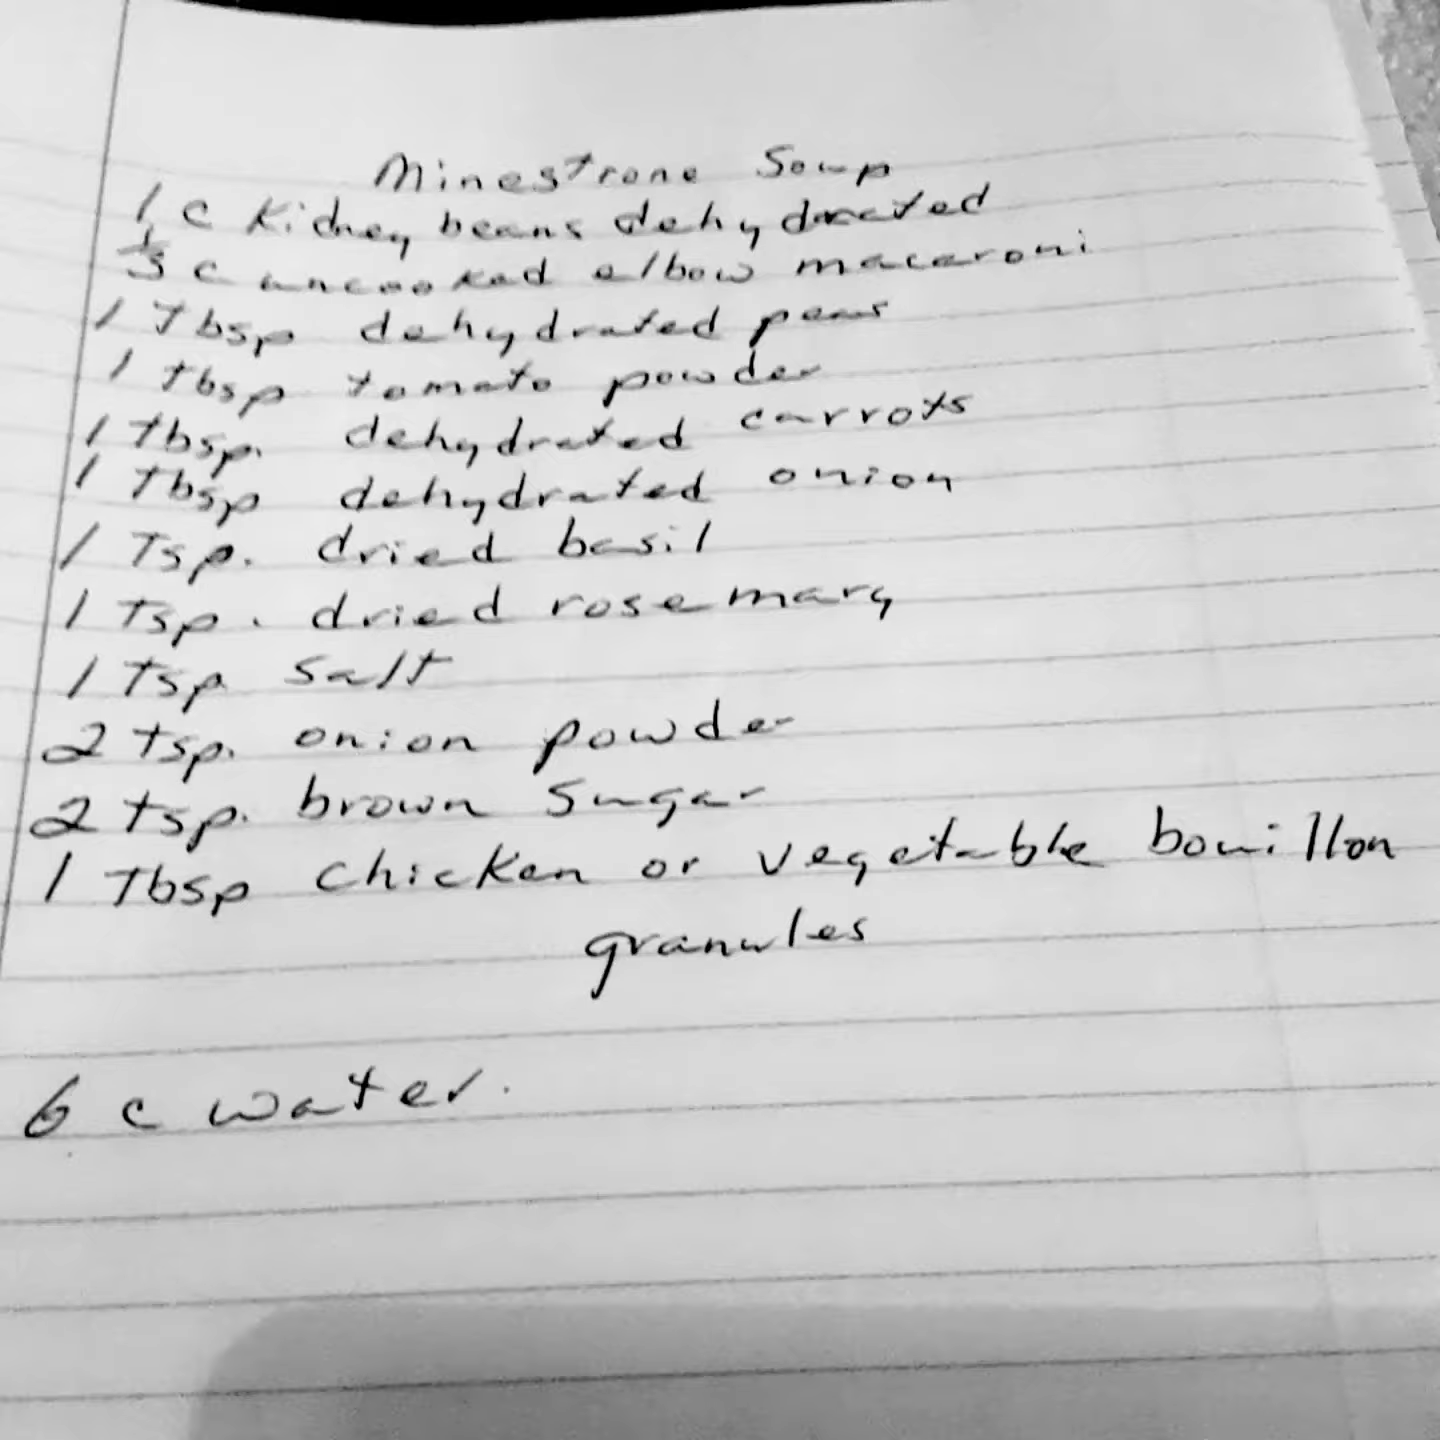 Minestrone Soup
1 c Kidney beans dehydrated
1/3 c uncooked elbow macaroni
1 Tbsp dehydrated peas
1 Tbsp tomato powder
1 Tbsp. dehydrated carrots
1 Tbsp dehydrated onion
1 Tsp. dried basil
1 Tsp. dried rosemary
1 Tsp Salt
2 tsp. onion powder
2 tsp. brown Sugar
1 Tbsp Chicken or vegetable bouillon
granules
6 c water.